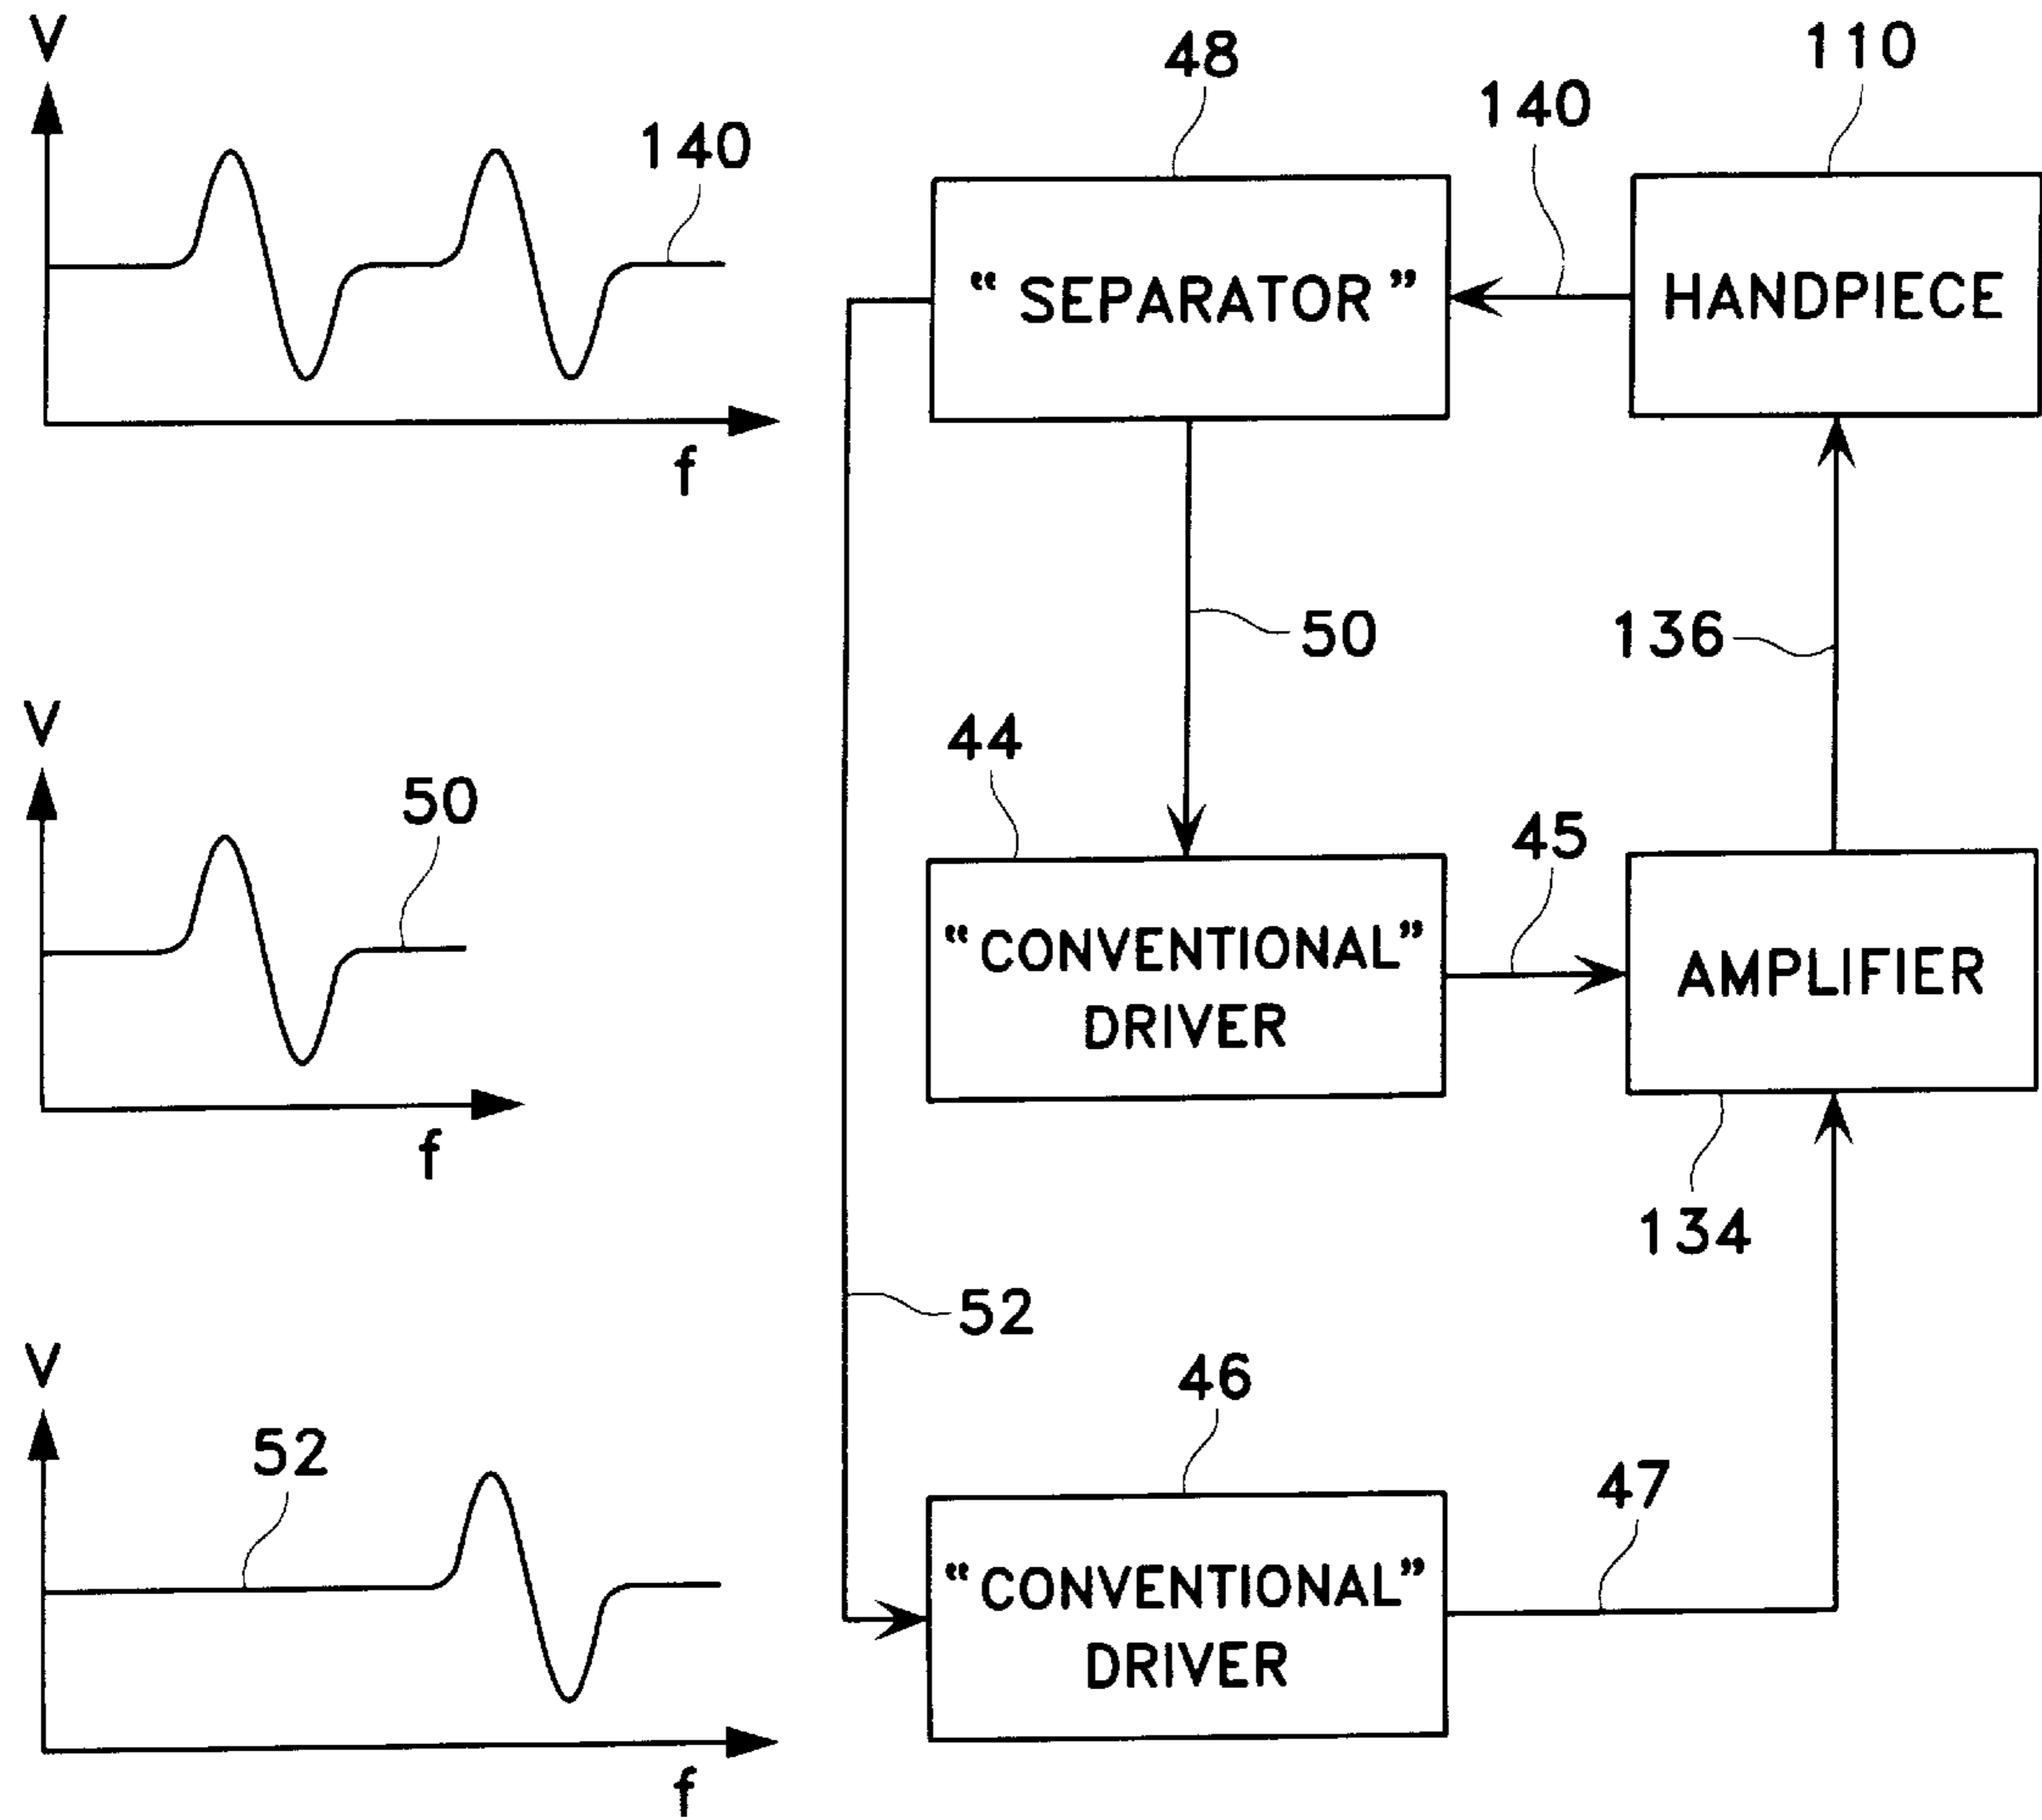 V
140
f
V
50
f
V
52
f
48
110
140
“ SEPARATOR ”
HANDPIECE
50
136
44
45
“CONVENTIONAL”
DRIVER
AMPLIFIER
134
52
46
47
“CONVENTIONAL”
DRIVER